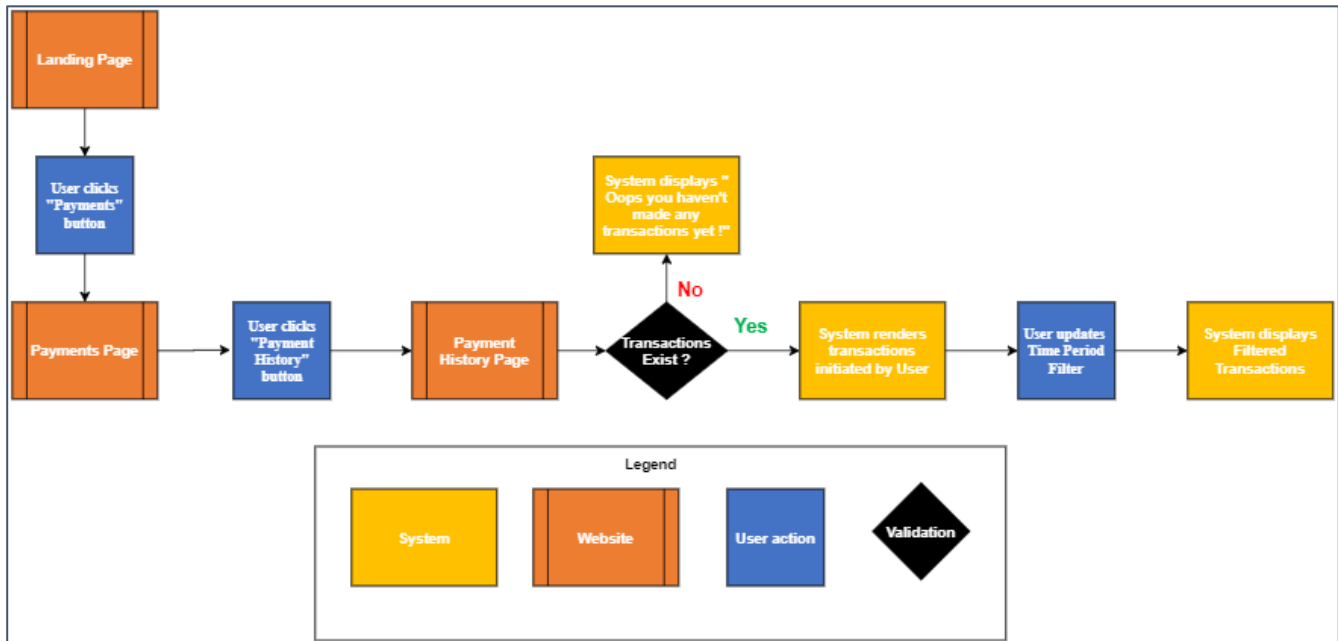 Landing Page
User clicks
"Payments"
button
System displays "
Oops you haven't
made any
transactions yet !"
No
Payments Page
User clicks
"Payment
History"
button
Payment
History Page
Transactions
Exist ?
Yes
System renders
transactions
initiated by User
User updates
Time Period
Filter
System displays
Filtered
Transactions
Legend
System
Website
User action
Validation